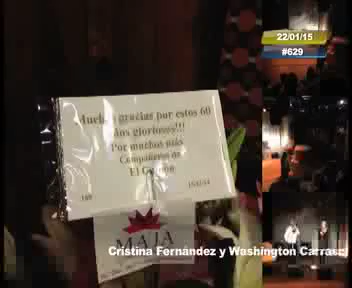 22/01/15
#629
Muchas gracias por estos 60
años gloriosos!!!
Por muchos más
Compañeros de
El Galpón
MAJA
Cristina Fernández y Washington Carrasc